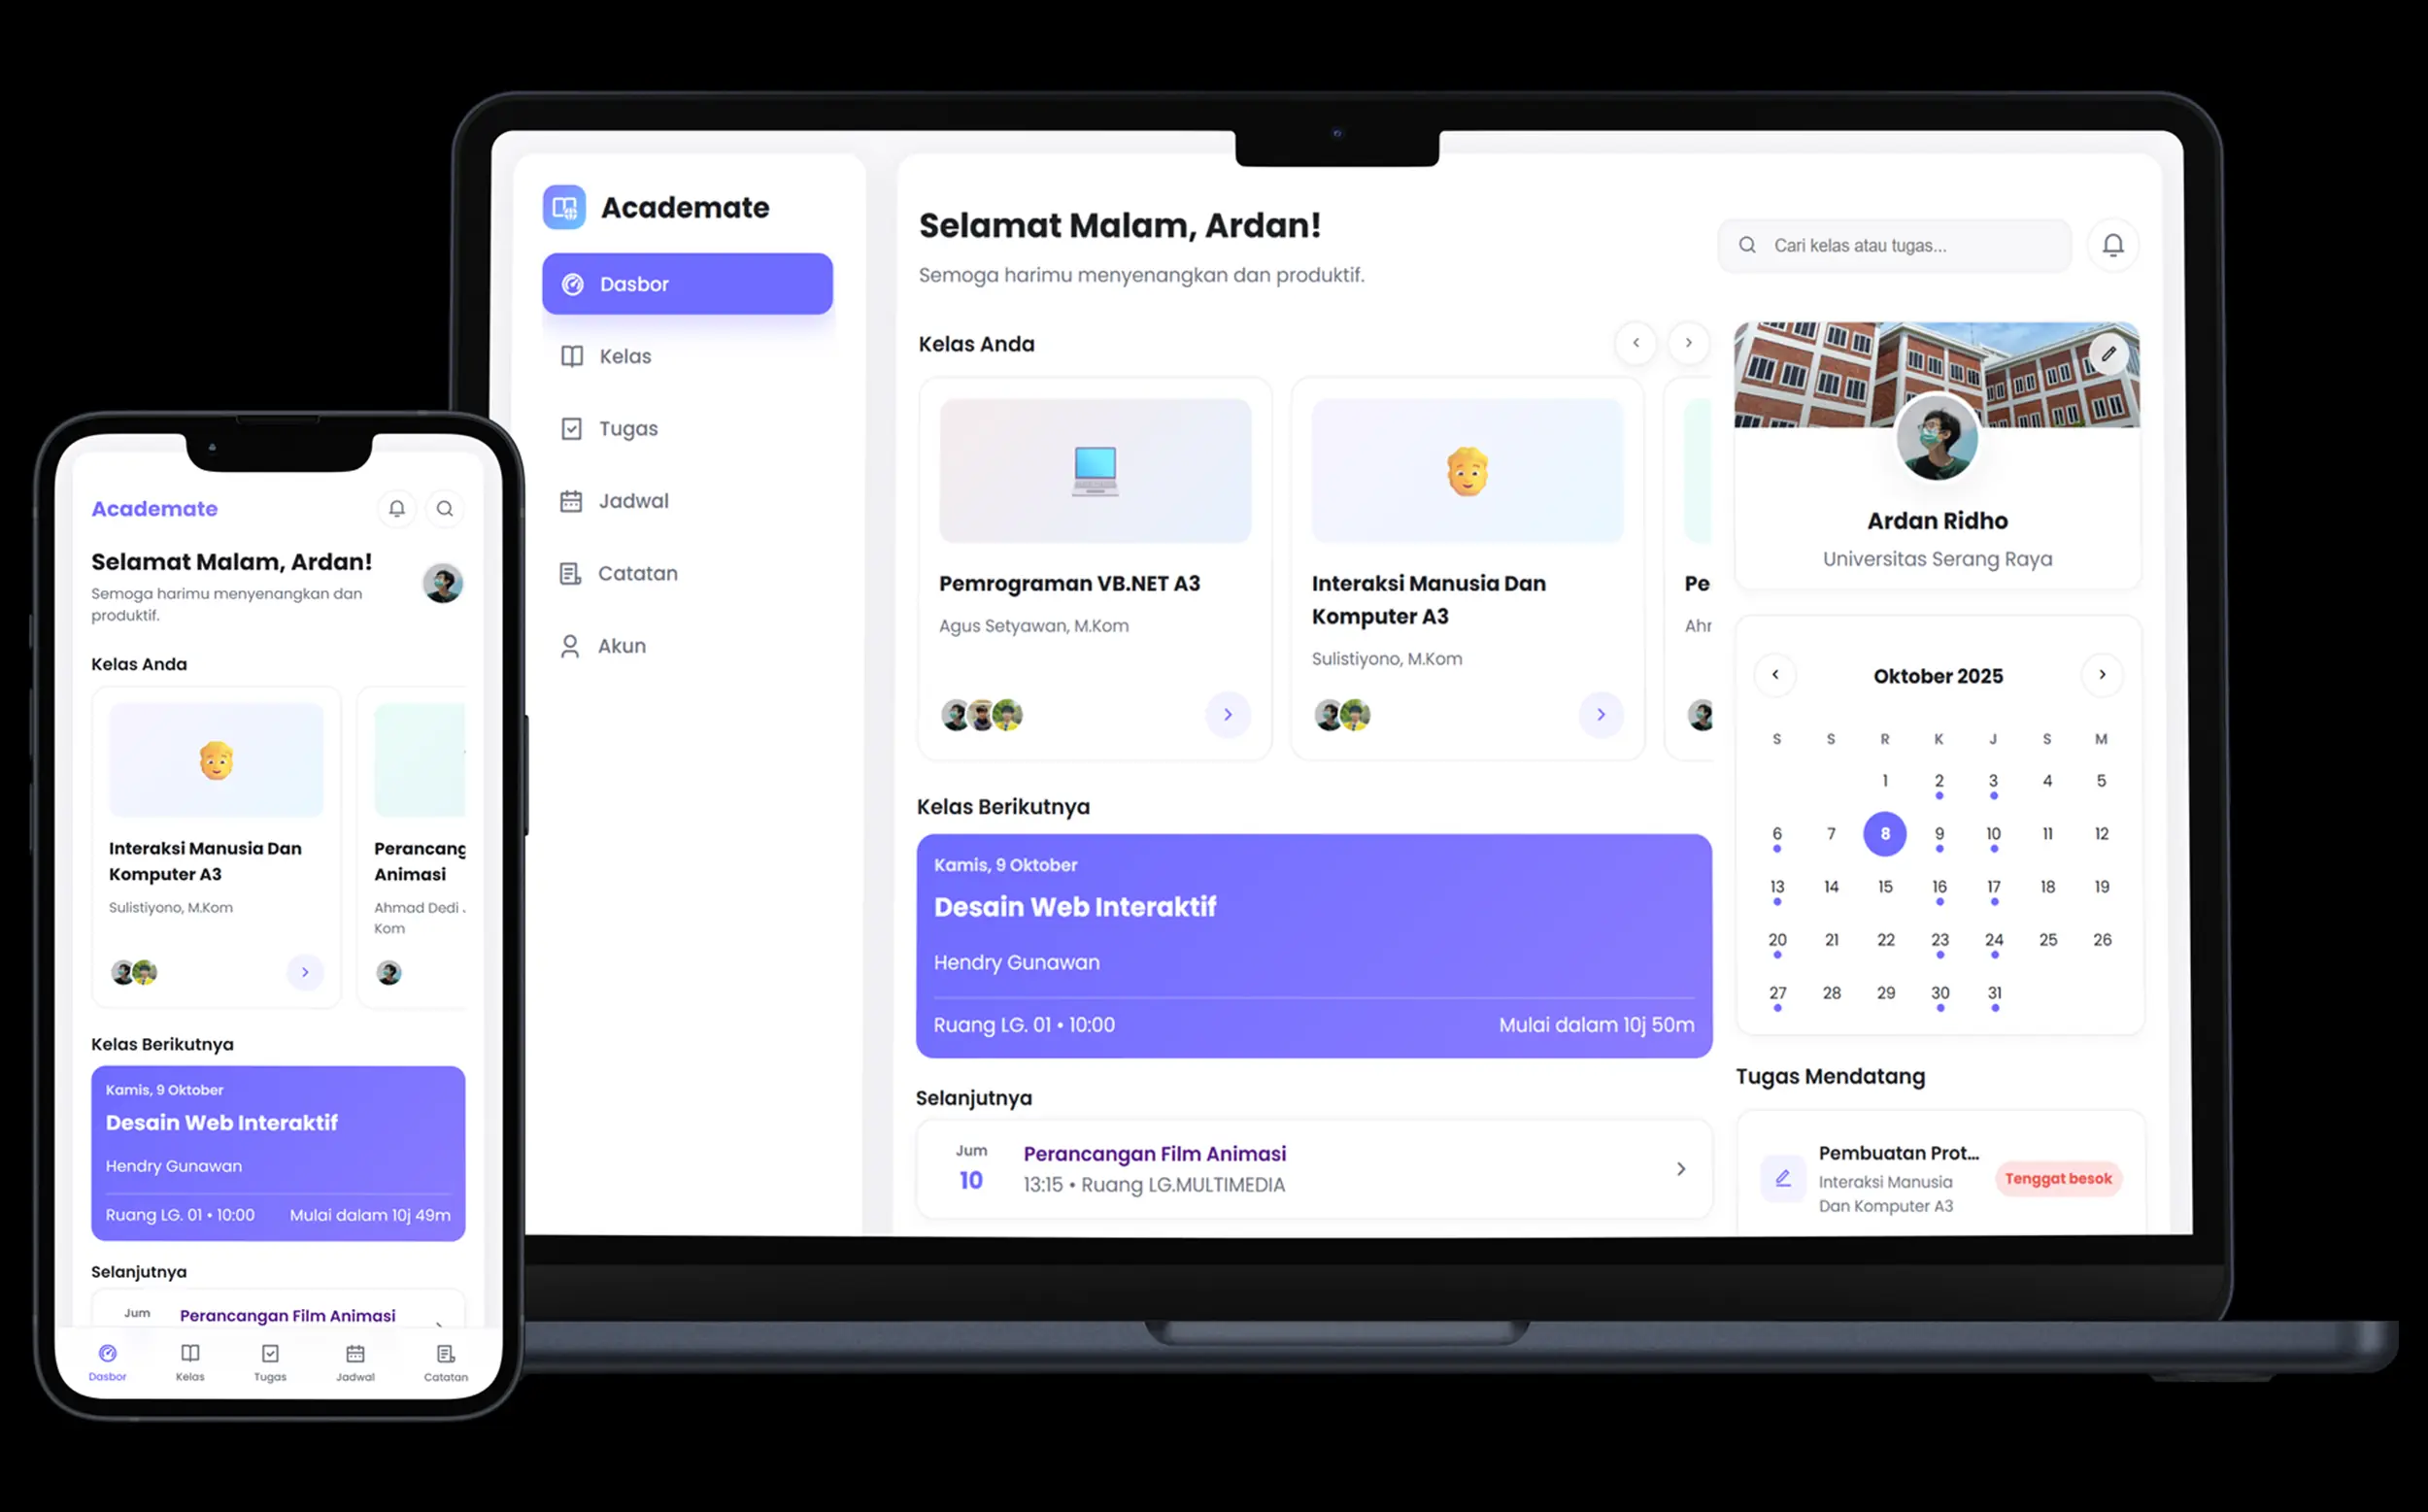 Academate
Dasbor
Kelas
Tugas
Jadwal
Catatan
Akun
Selamat Malam, Ardan!
Semoga harimu menyenangkan dan produktif.
Cari kelas atau tugas...
Kelas Anda
Pemrograman VB.NET A3
Agus Setyawan, M.Kom
Interaksi Manusia Dan
Komputer A3
Sulistiyono, M.Kom
Pe
Ahr
Kelas Berikutnya
Kamis, 9 Oktober
Desain Web Interaktif
Hendry Gunawan
Ruang LG. 01 • 10:00
Mulai dalam 10j 50m
Selanjutnya
Jum
10
Perancangan Film Animasi
13:15 • Ruang LG.MULTIMEDIA
Ardan Ridho
Universitas Serang Raya
Oktober 2025
S S R K J S M
1 2 3 4 5
6 7 8 9 10 11 12
13 14 15 16 17 18 19
20 21 22 23 24 25 26
27 28 29 30 31
Tugas Mendatang
Pembuatan Prot...
Interaksi Manusia
Dan Komputer A3
Tenggat besok
Academate
Selamat Malam, Ardan!
Semoga harimu menyenangkan dan
produktif.
Kelas Anda
Interaksi Manusia Dan
Komputer A3
Sulistiyono, M.Kom
Perancang
Animasi
Ahmad Dedi .
Kom
Kelas Berikutnya
Kamis, 9 Oktober
Desain Web Interaktif
Hendry Gunawan
Ruang LG. 01 • 10:00
Mulai dalam 10j 49m
Selanjutnya
Jum
Perancangan Film Animasi
Dasbor
Kelas
Tugas
Jadwal
Catatan